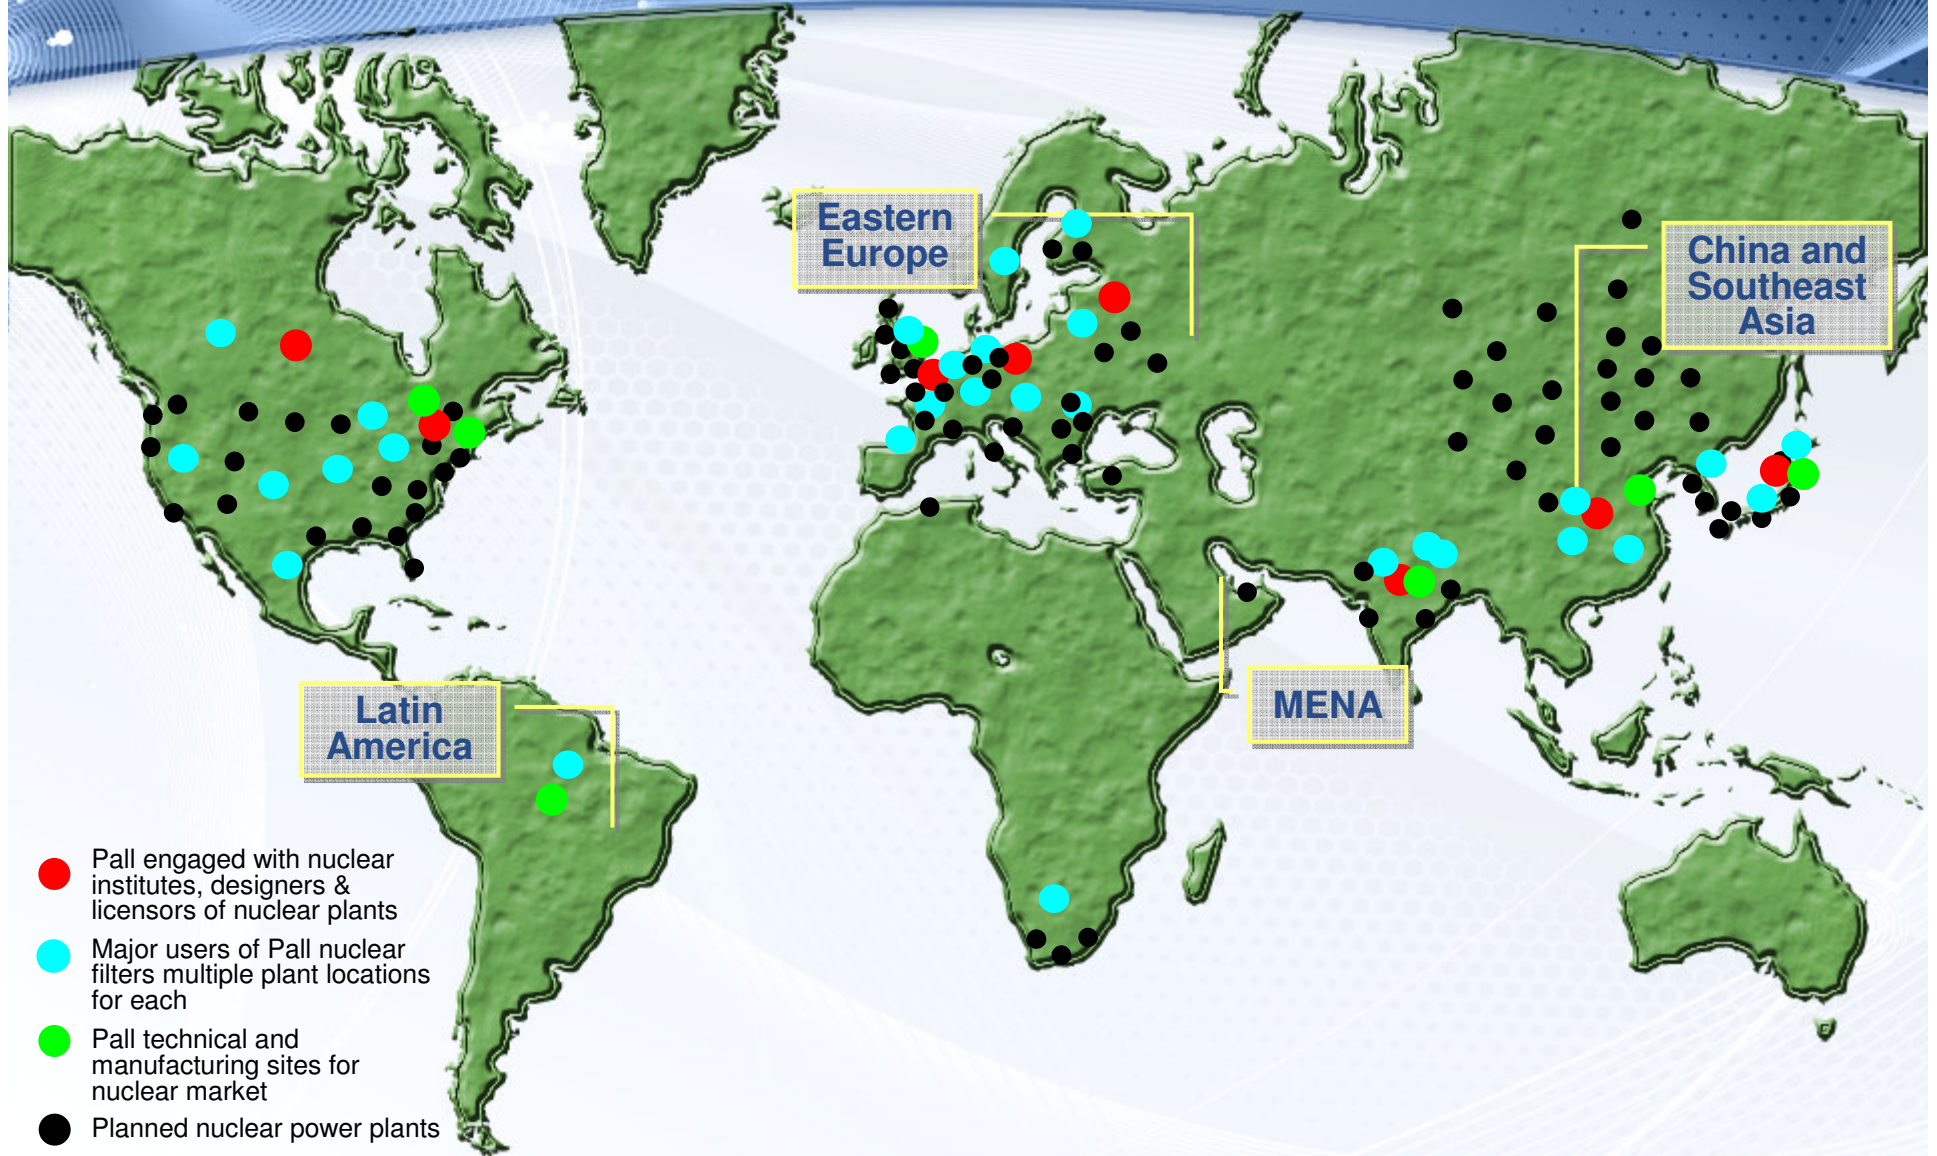 Eastern
Europe
China and
Southeast
Asia
Latin
America
MENA
Pall engaged with nuclear
institutes, designers &
licensors of nuclear plants
Major users of Pall nuclear
filters multiple plant locations
for each
Pall technical and
manufacturing sites for
nuclear market
Planned nuclear power plants